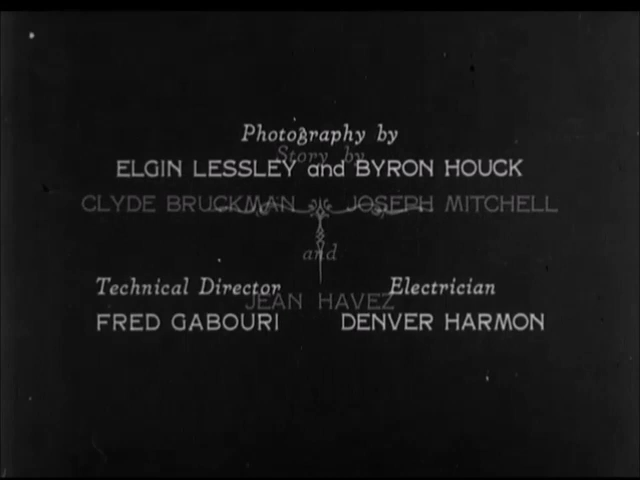 Photography by
Story by
ELGIN LESSLEY and BYRON HOUCK
CLYDE BRUCKMAN JOSEPH MITCHELL
and
Technical Director Electrician
JEAN HAVEZ
FRED GABOURI DENVER HARMON